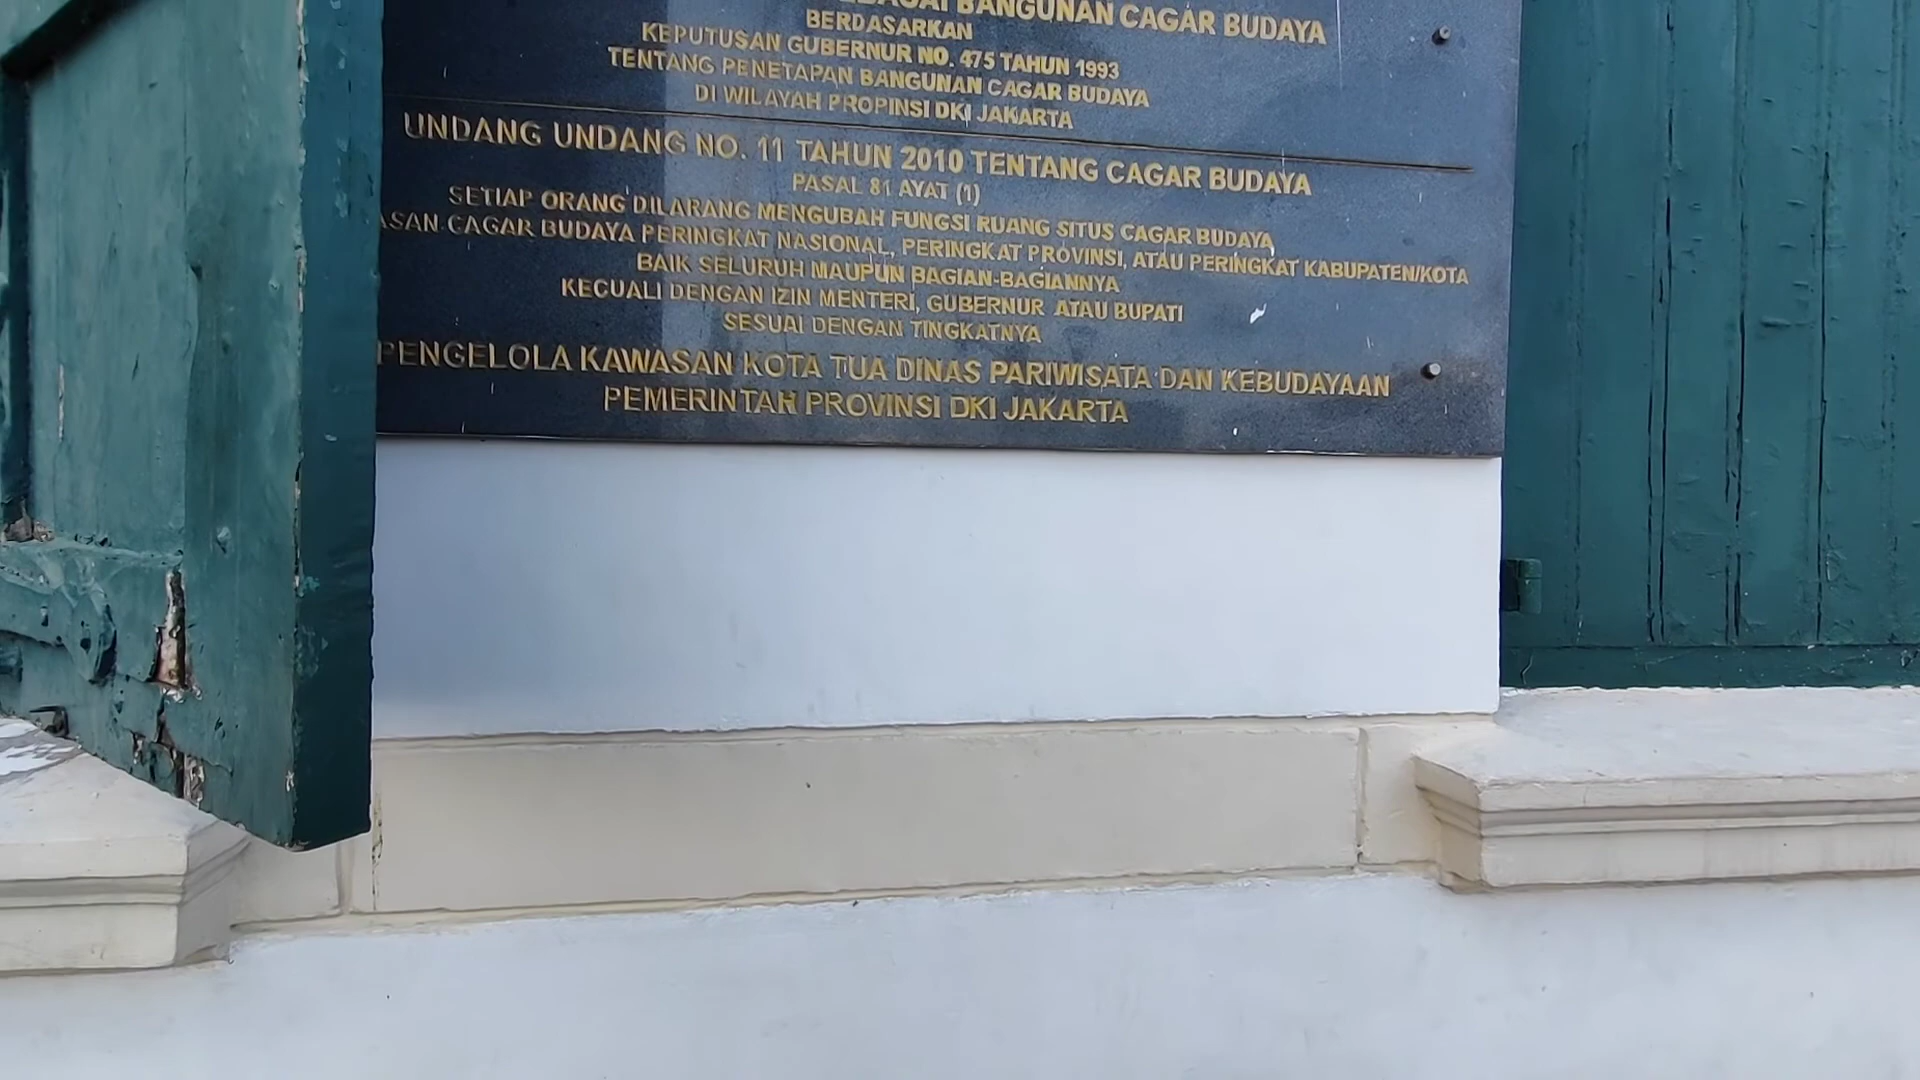 BANGUNAN CAGAR BUDAYA
BERDASARKAN
KEPUTUSAN GUBERNUR NO. 475 TAHUN 1993
TENTANG PENETAPAN BANGUNAN CAGAR BUDAYA
DI WILAYAH PROPINSI DKI JAKARTA
UNDANG UNDANG NO. 11 TAHUN 2010 TENTANG CAGAR BUDAYA
PASAL 81 AYAT (1)
SETIAP ORANG DILARANG MENGUBAH FUNGSI RUANG SITUS CAGAR BUDAYA,
ASAN CAGAR BUDAYA PERINGKAT NASIONAL, PERINGKAT PROVINSI, ATAU PERINGKAT KABUPATEN/KOTA
BAIK SELURUH MAUPUN BAGIAN-BAGIANNYA
KECUALI DENGAN IZIN MENTERI, GUBERNUR ATAU BUPATI
SESUAI DENGAN TINGKATNYA
PENGELOLA KAWASAN KOTA TUA DINAS PARIWISATA DAN KEBUDAYAAN
PEMERINTAH PROVINSI DKI JAKARTA